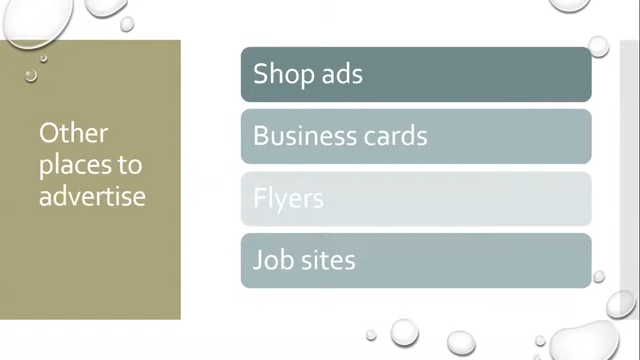 Other
places to
advertise
Shop ads
Business cards
Flyers
Job sites